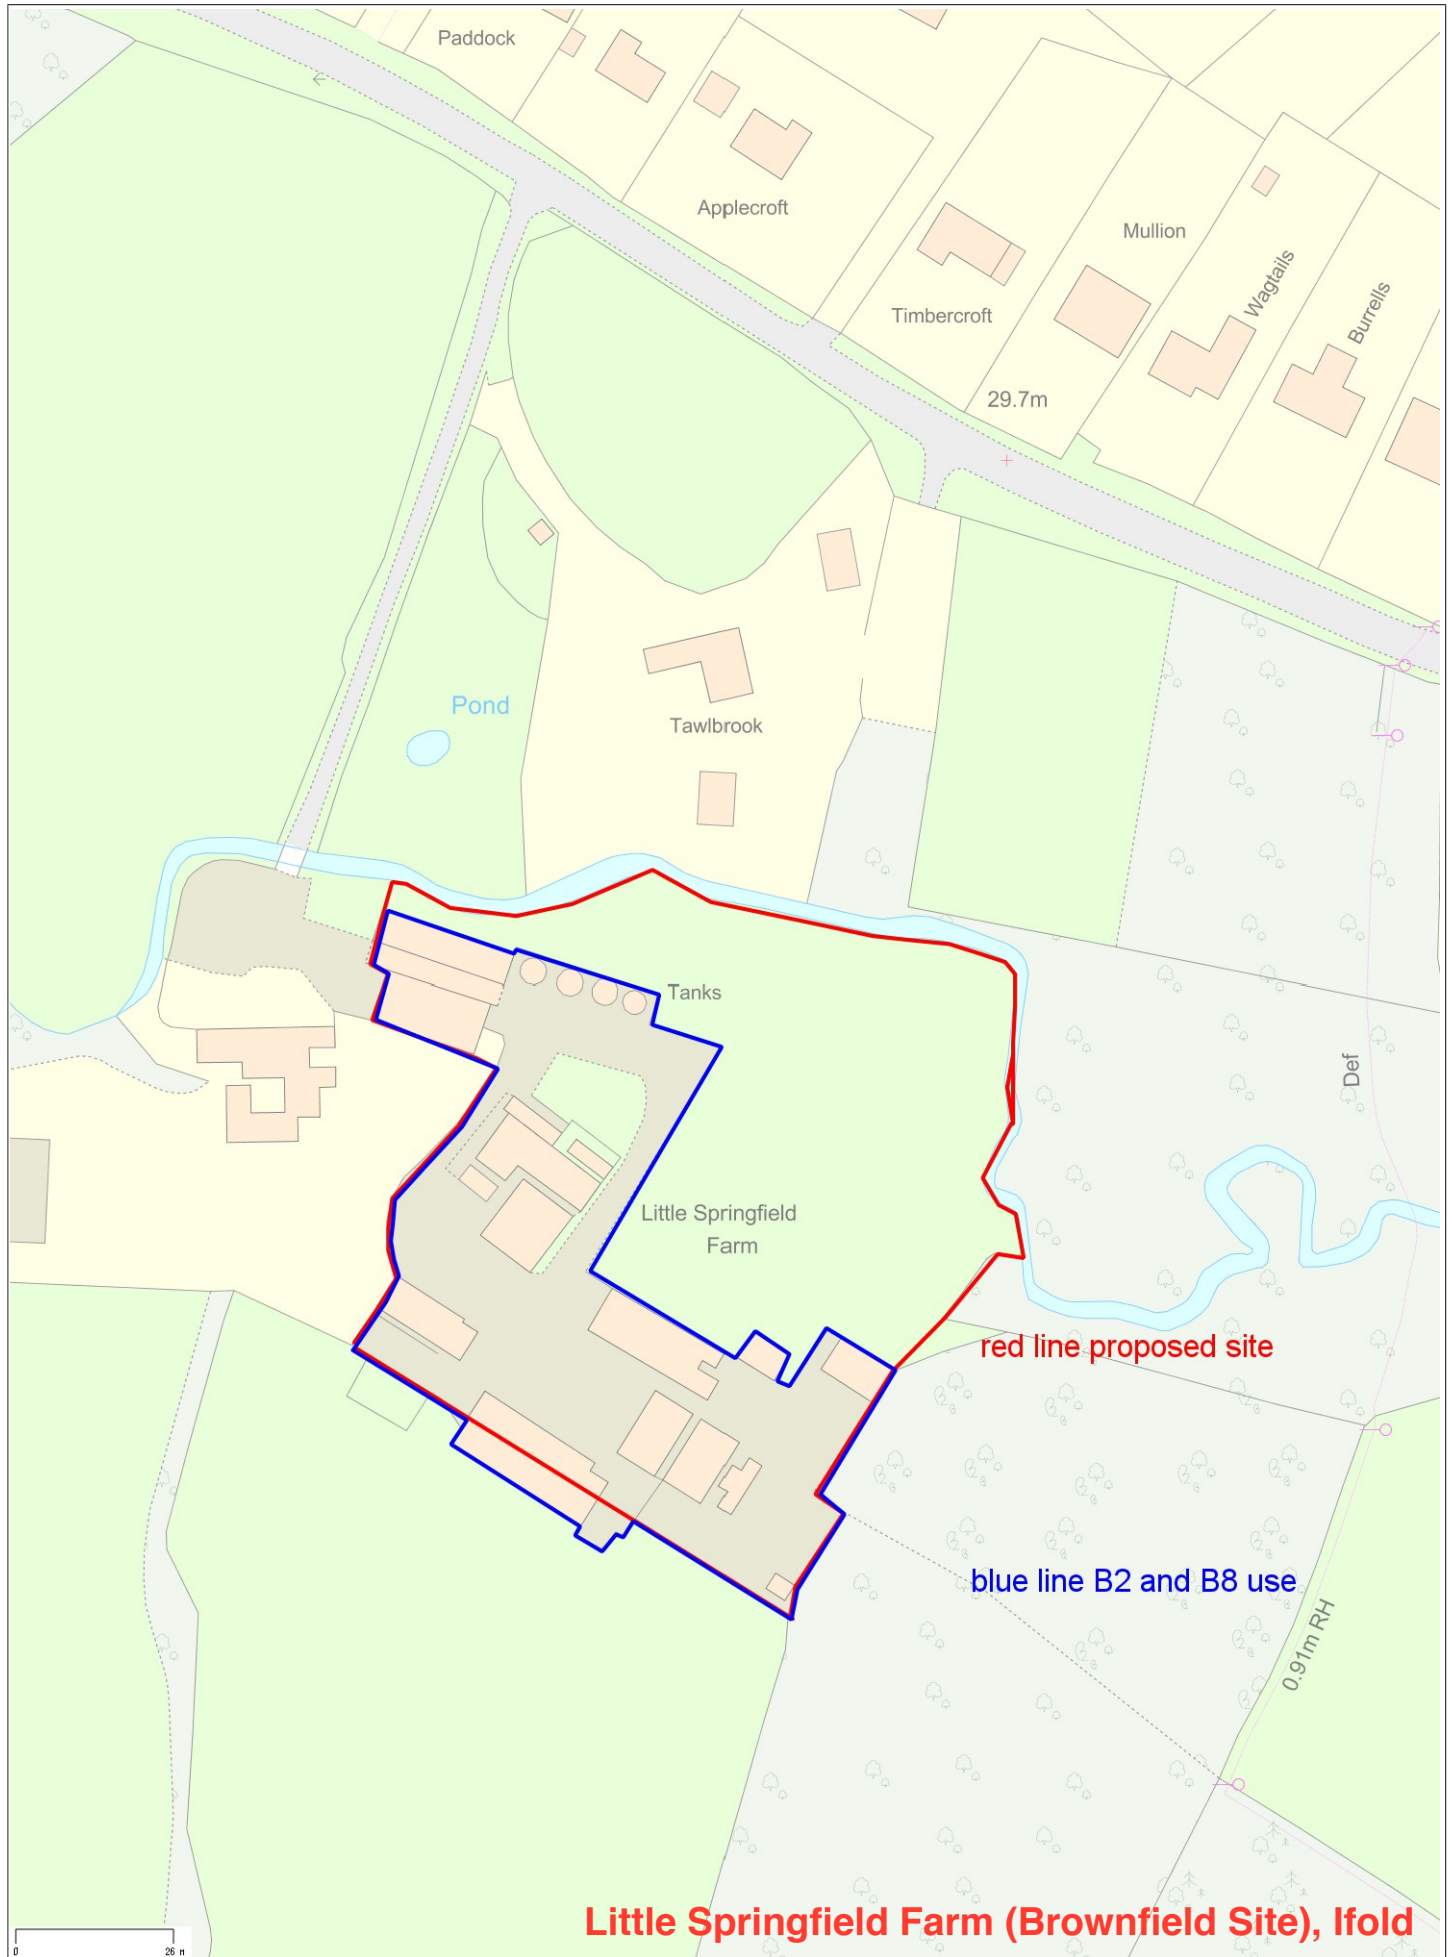 Paddock
Applecroft
Mullion
Wagtails
Timbercroft
Burrells
29.7m
Pond
Tawlbrook
Tanks
Def
Little Springfield
Farm
red line proposed site
blue line B2 and B8 use
0.91m RH
Little Springfield Farm (Brownfield Site), Ifold
0
26 M